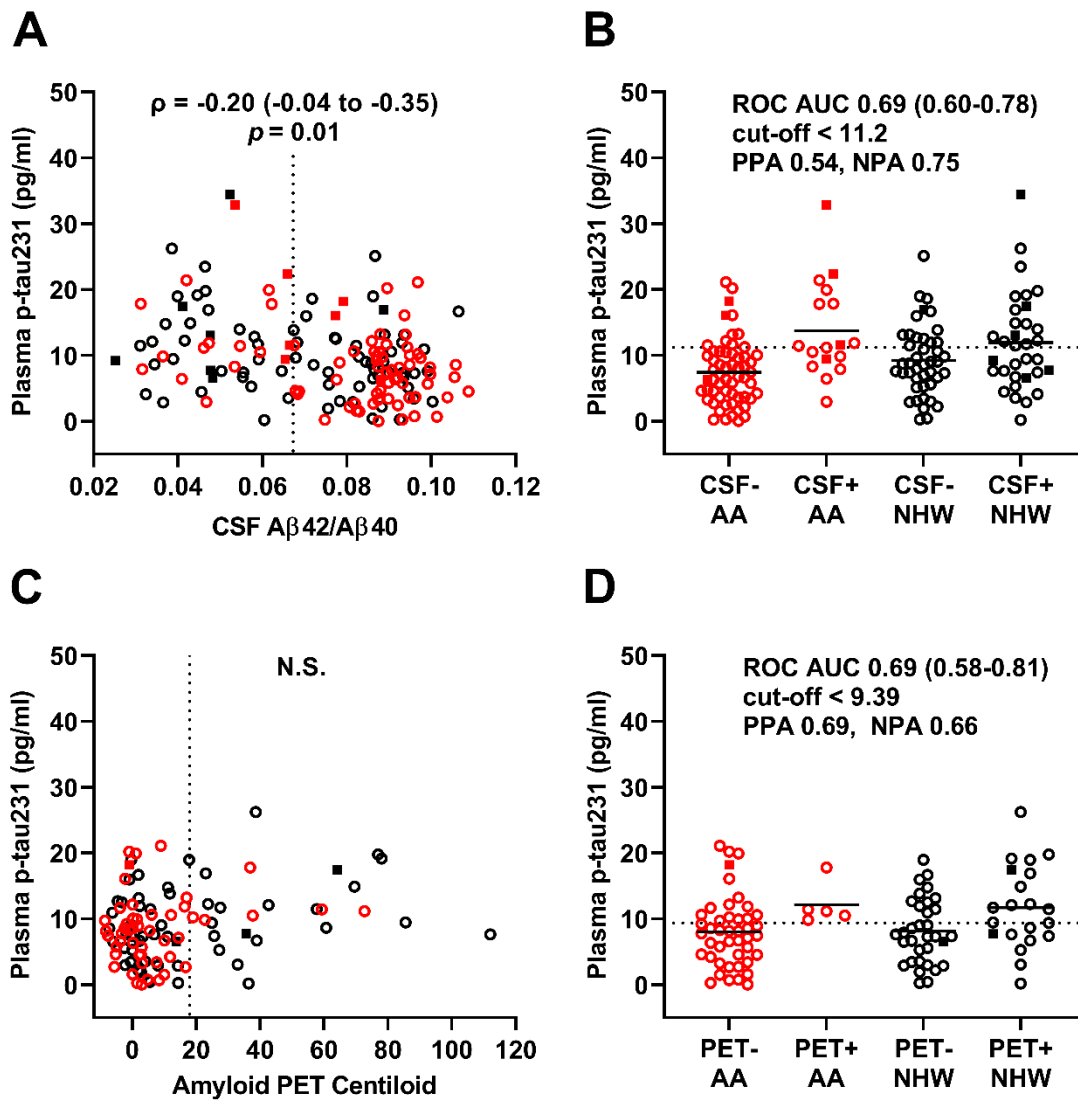 A
ρ = -0.20 (-0.04 to -0.35)
p = 0.01
Plasma p-tau231 (pg/ml)
50
40
30
20
10
0
0.02
0.04
0.06
0.08
0.10
0.12
CSF Aβ42/Aβ40
B
ROC AUC 0.69 (0.60-0.78)
cut-off < 11.2
PPA 0.54, NPA 0.75
Plasma p-tau231 (pg/ml)
50
40
30
20
10
0
CSF-
AA
CSF+
AA
CSF-
NHW
CSF+
NHW
C
N.S.
Plasma p-tau231 (pg/ml)
50
40
30
20
10
0
0
20
40
60
80
100
120
Amyloid PET Centiloid
D
ROC AUC 0.69 (0.58-0.81)
cut-off < 9.39
PPA 0.69, NPA 0.66
Plasma p-tau231 (pg/ml)
50
40
30
20
10
0
PET-
AA
PET+
AA
PET-
NHW
PET+
NHW